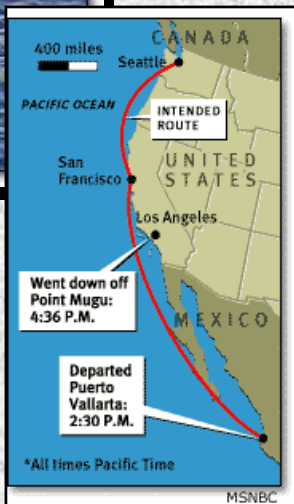 400 miles
CANADA
Seattle
PACIFIC OCEAN
INTENDED
ROUTE
San
Francisco
UNITED
STATES
Los Angeles
Went down off
Point Mugu:
4:36 P.M.
MEXICO
Departed
Puerto
Vallarta:
2:30 P.M.
*All times Pacific Time
MSNBC